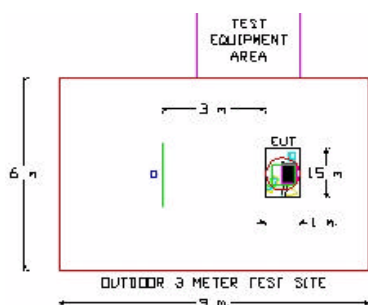 TEST
EQUIPMENT
AREA
3 m
EUT
6 m
1.5 m
1 m
OUTDOOR 3 METER TEST SITE
9 m